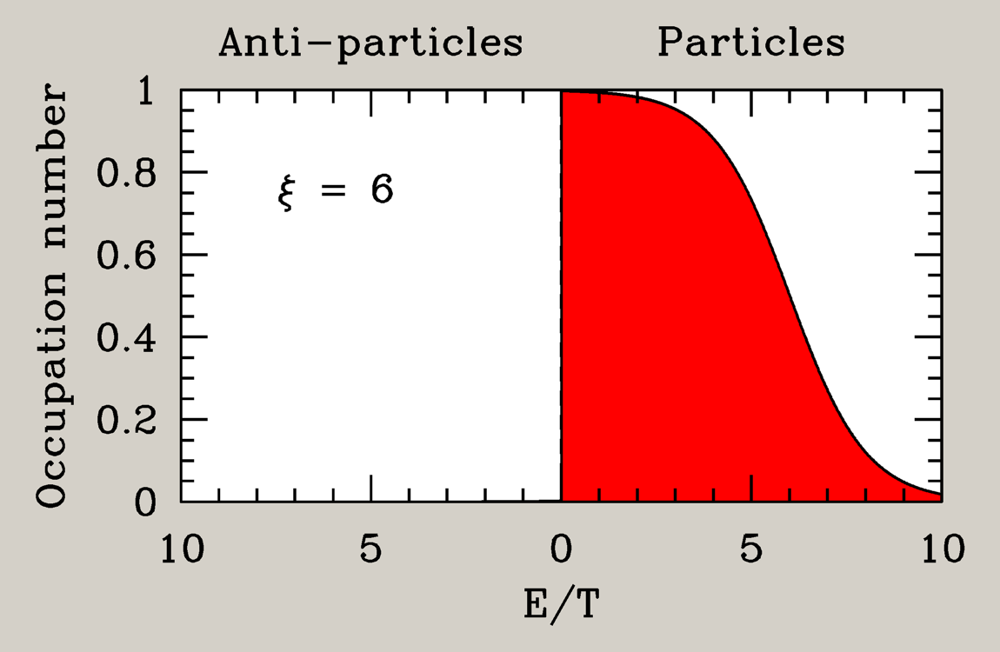 Anti-particles Particles
Occupation number
1
0.8
0.6
0.4
0.2
0
ξ = 6
10 5 0 5 10
E/T